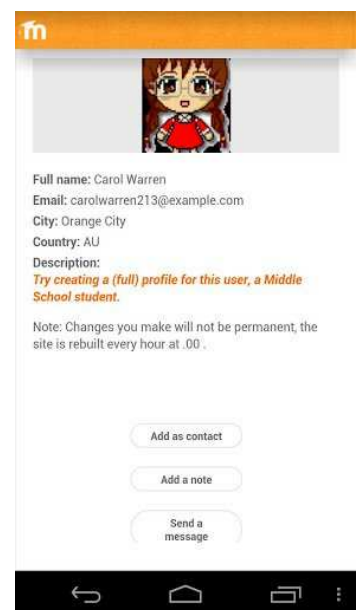 m
Full name: Carol Warren
Email: carolwarren213@example.com
City: Orange City
Country: AU
Description:
Try creating a (full) profile for this user, a Middle
School student.
Note: Changes you make will not be permanent, the
site is rebuilt every hour at .00 .
Add as contact
Add a note
Send a
message